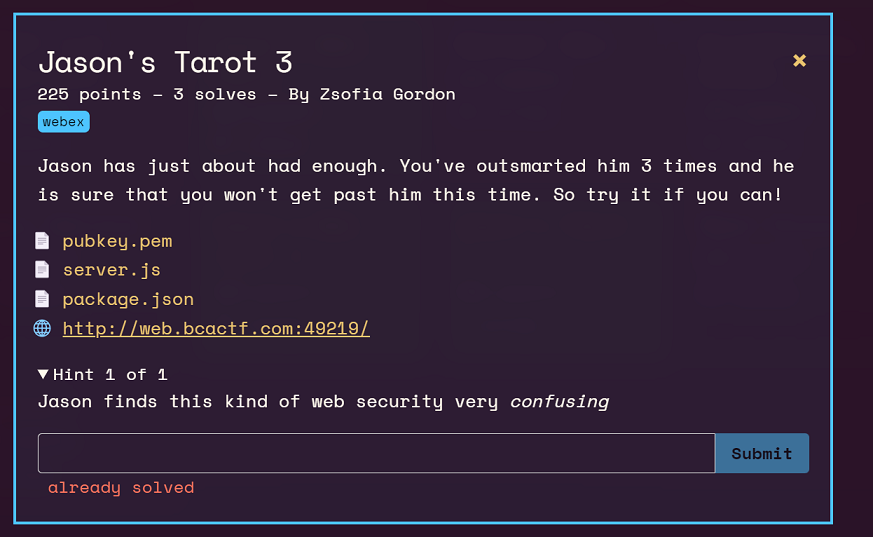 Jason's Tarot 3
×
225 points – 3 solves – By Zsofia Gordon
webex
Jason has just about had enough. You've outsmarted him 3 times and he
is sure that you won't get past him this time. So try it if you can!
pubkey.pem
server.js
package.json
http://web.bcactf.com:49219/
▼Hint 1 of 1
Jason finds this kind of web security very confusing
Submit
already solved